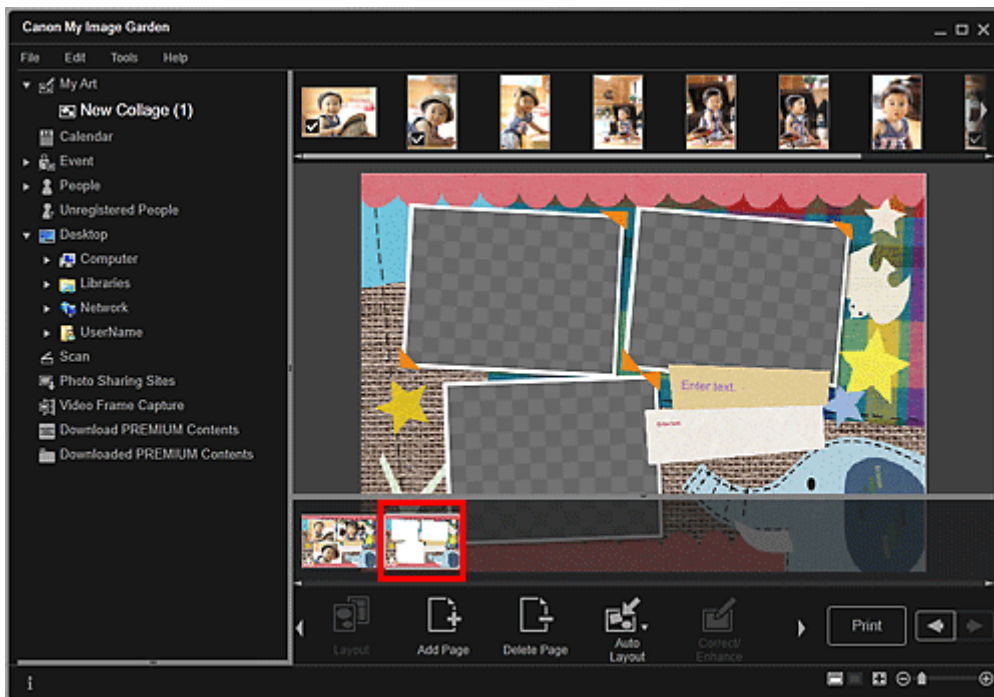 Canon My Image Garden
File Edit Tools Help
My Art
New Collage (1)
Calendar
Event
People
Unregistered People
Desktop
Computer
Libraries
Network
UserName
Scan
Photo Sharing Sites
Video Frame Capture
Download PREMIUM Contents
Downloaded PREMIUM Contents
Enter text.
Enter text.
Layout
Add Page
Delete Page
Auto
Layout
Correct/
Enhance
Print